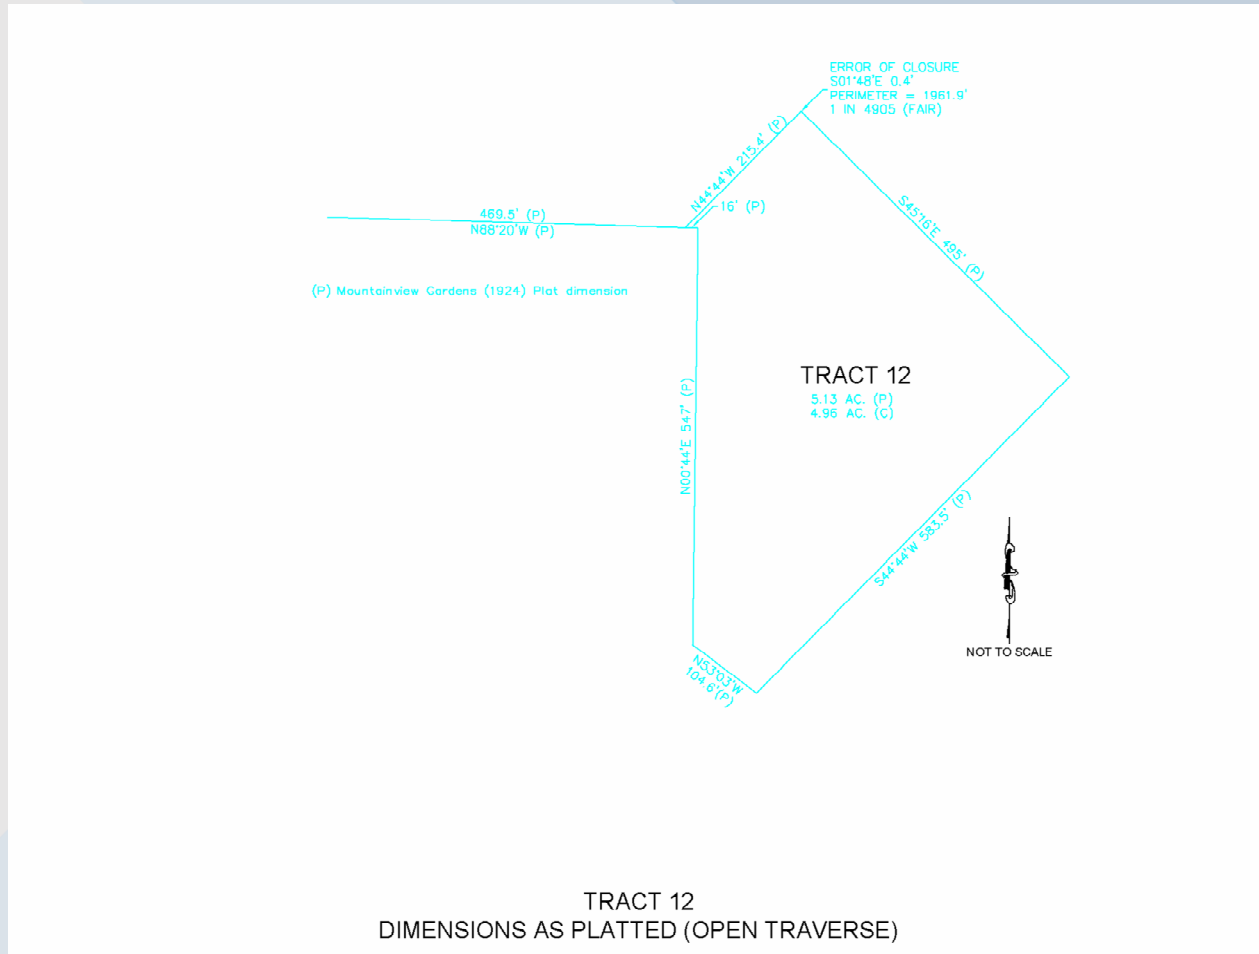 ERROR OF CLOSURE
S01°48'E 0.4'
PERIMETER = 1961.9'
1 IN 4905 (FAIR)
N44°44'W 215.4' (P)
16' (P)
469.5' (P)
N88°20'W (P)
S45°16'E 495' (P)
(P) Mountainview Gardens (1924) Plat dimension
TRACT 12
5.13 AC. (P)
4.96 AC. (C)
N00°44'E 547' (P)
S44°44'W 583.5' (P)
NOT TO SCALE
N53°03'W
104.6'(P)
TRACT 12
DIMENSIONS AS PLATTED (OPEN TRAVERSE)